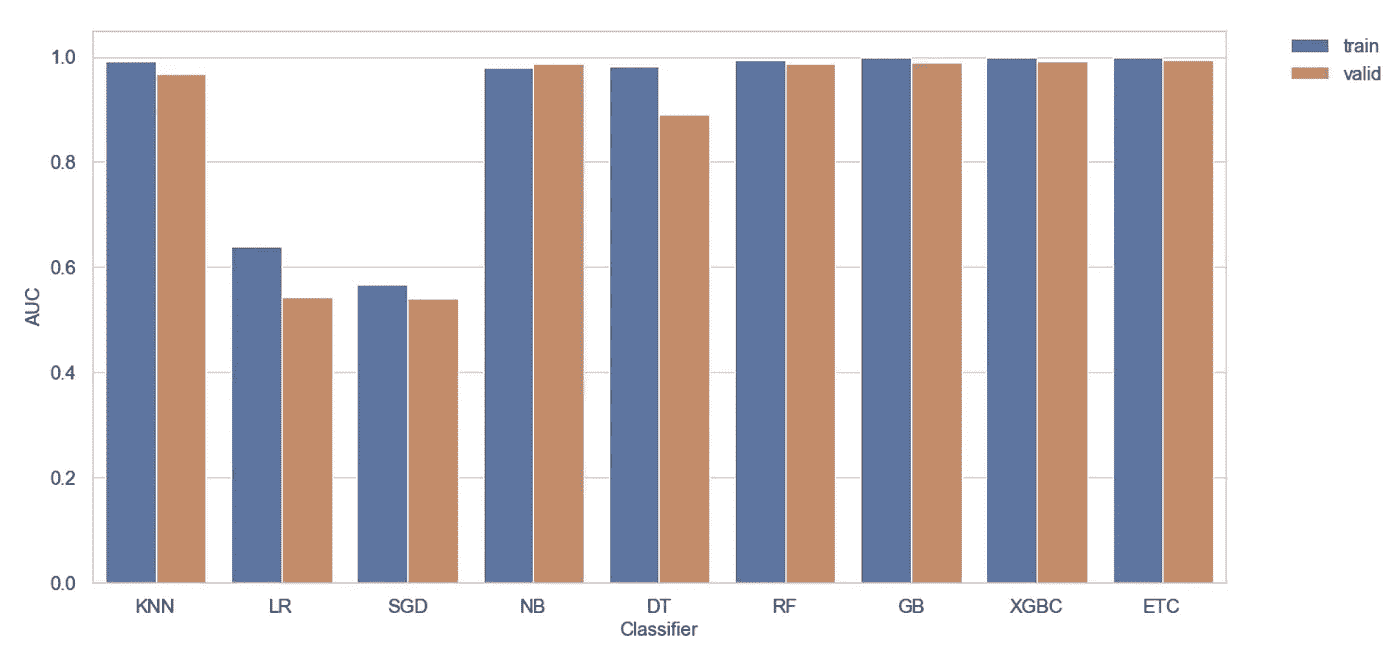 train
valid
1.0
0.8
0.6
0.4
0.2
0.0
AUC
KNN LR SGD NB DT RF GB XGBC ETC
Classifier